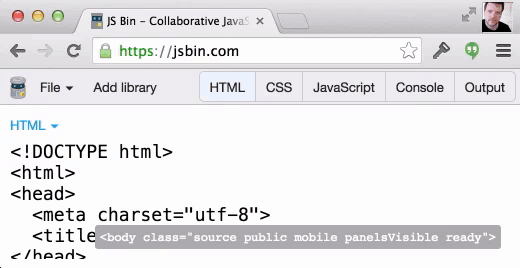 JS Bin - Collaborative JavaS
https://jsbin.com
File Add library HTML CSS JavaScript Console Output
HTML
<!DOCTYPE html>
<html>
<head>
<meta charset="utf-8">
<title
<body class="source public mobile panelsVisible ready">
</head>